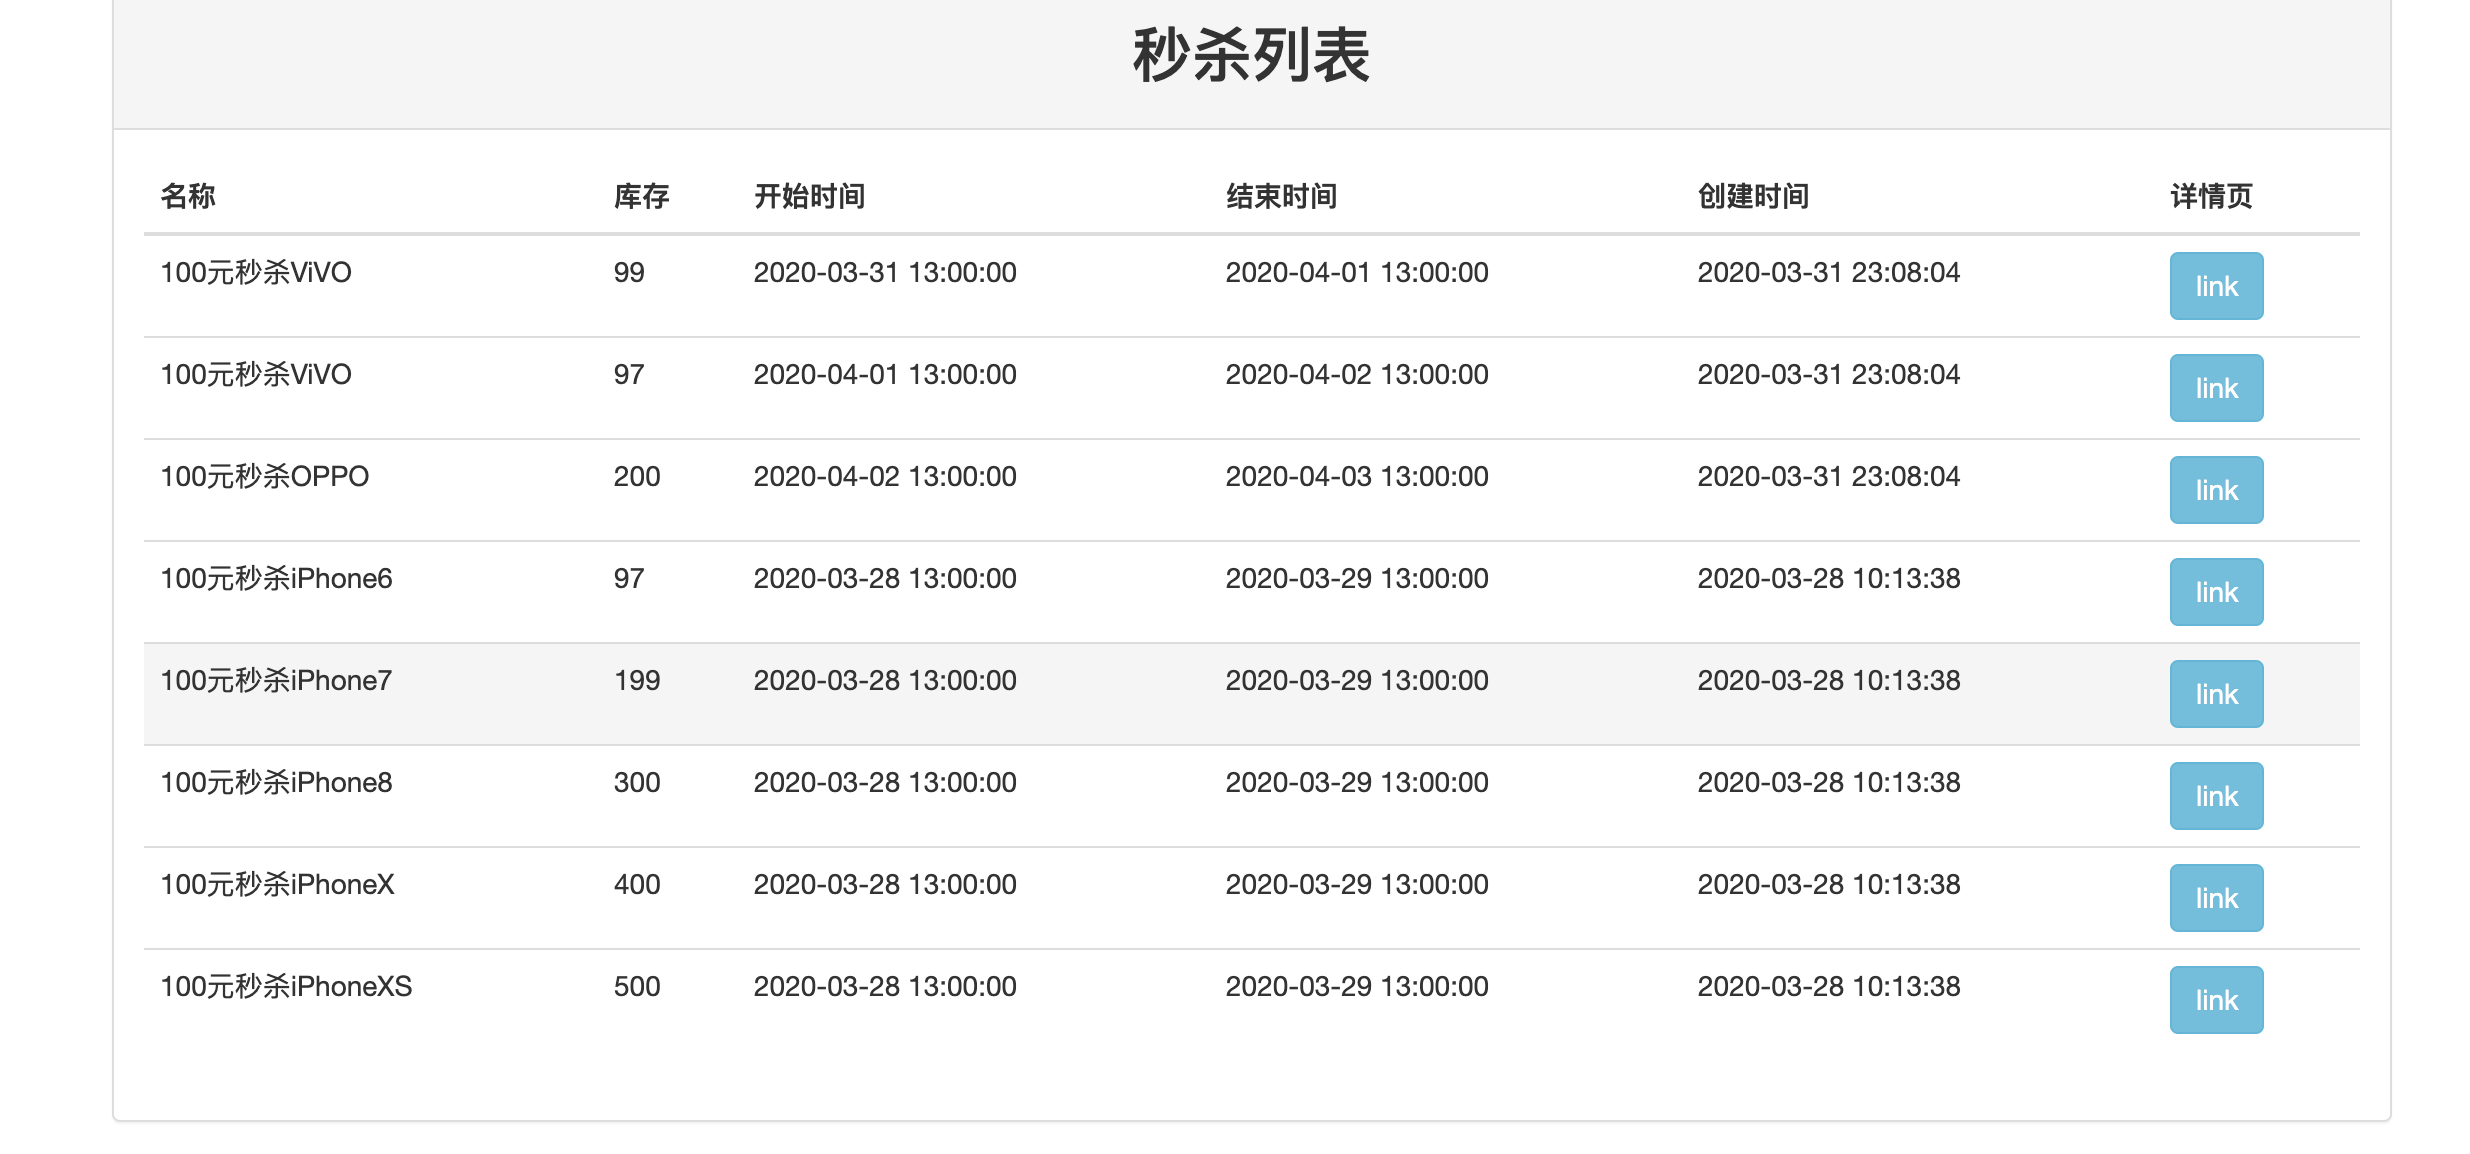 秒杀列表
名称 库存 开始时间 结束时间 创建时间 详情页
100元秒杀ViVO 99 2020-03-31 13:00:00 2020-04-01 13:00:00 2020-03-31 23:08:04 link
100元秒杀ViVO 97 2020-04-01 13:00:00 2020-04-02 13:00:00 2020-03-31 23:08:04 link
100元秒杀OPPO 200 2020-04-02 13:00:00 2020-04-03 13:00:00 2020-03-31 23:08:04 link
100元秒杀iPhone6 97 2020-03-28 13:00:00 2020-03-29 13:00:00 2020-03-28 10:13:38 link
100元秒杀iPhone7 199 2020-03-28 13:00:00 2020-03-29 13:00:00 2020-03-28 10:13:38 link
100元秒杀iPhone8 300 2020-03-28 13:00:00 2020-03-29 13:00:00 2020-03-28 10:13:38 link
100元秒杀iPhoneX 400 2020-03-28 13:00:00 2020-03-29 13:00:00 2020-03-28 10:13:38 link
100元秒杀iPhoneXS 500 2020-03-28 13:00:00 2020-03-29 13:00:00 2020-03-28 10:13:38 link